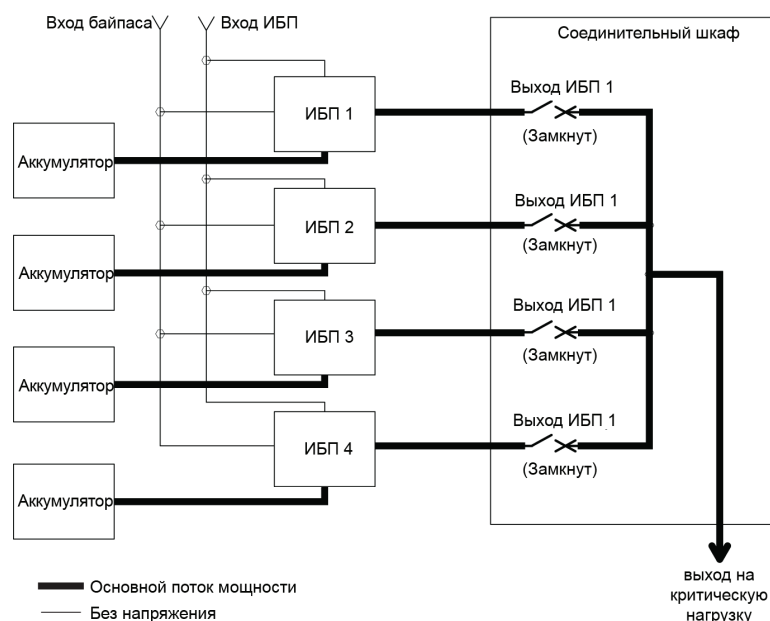 Вход байпаса
Вход ИБП
Соединительный шкаф
Аккумулятор
ИБП 1
Выход ИБП 1
(Замкнут)
Аккумулятор
ИБП 2
Выход ИБП 1
(Замкнут)
Аккумулятор
ИБП 3
Выход ИБП 1
(Замкнут)
Аккумулятор
ИБП 4
Выход ИБП 1
(Замкнут)
Основной поток мощности
Без напряжения
выход на
критическую
нагрузку